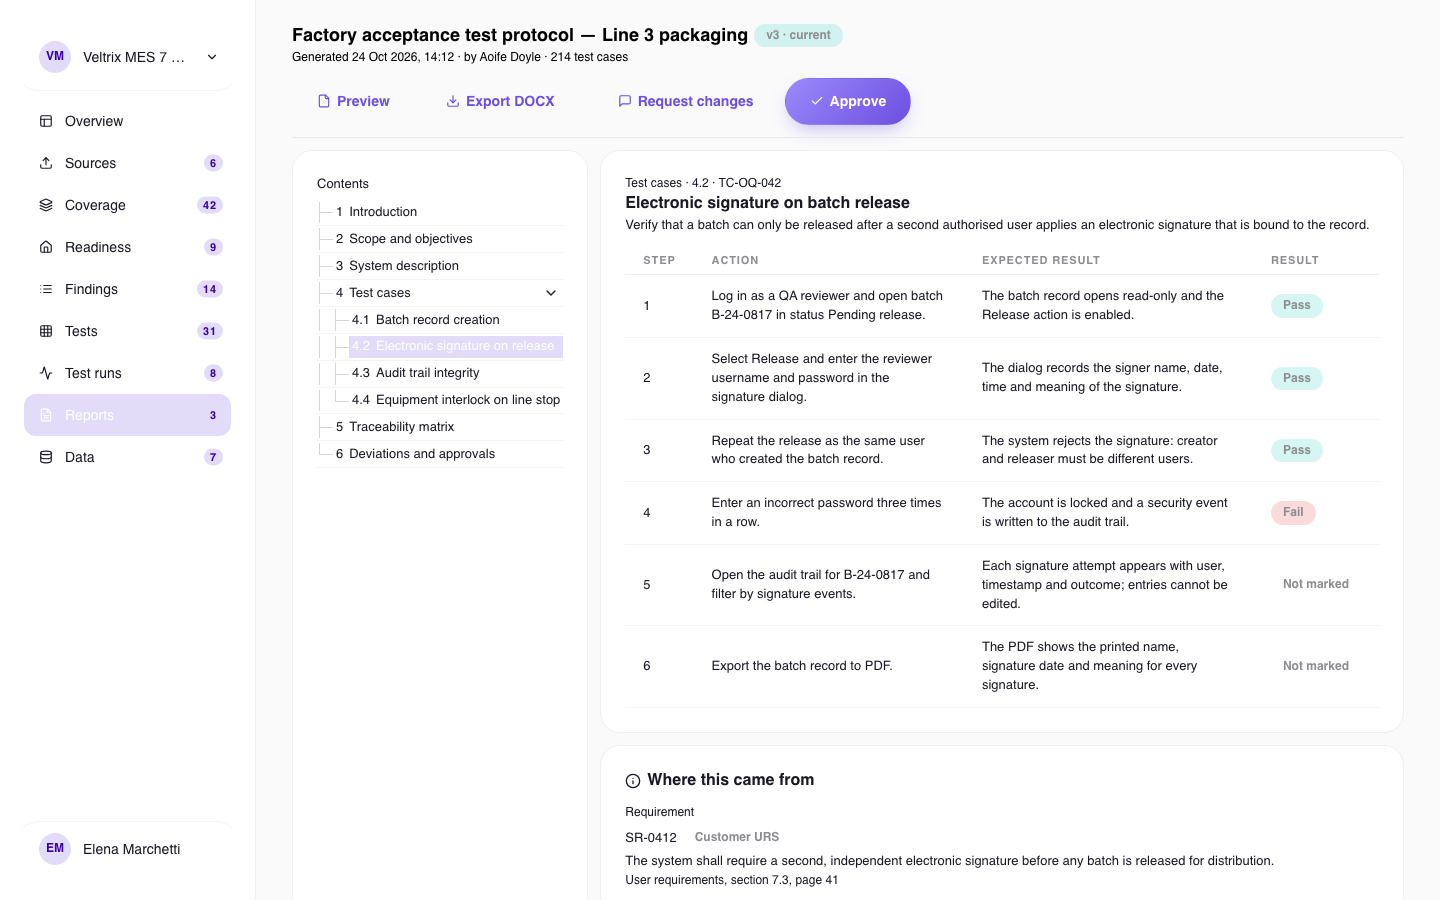 VM
Veltrix MES 7 ...
Overview
Sources 6
Coverage 42
Readiness 9
Findings 14
Tests 31
Test runs 8
Reports 3
Data 7
EM
Elena Marchetti
Factory acceptance test protocol — Line 3 packaging
v3 · current
Generated 24 Oct 2026, 14:12 · by Aoife Doyle · 214 test cases
Preview
Export DOCX
Request changes
Approve
Contents
1 Introduction
2 Scope and objectives
3 System description
4 Test cases
4.1 Batch record creation
4.2 Electronic signature on release
4.3 Audit trail integrity
4.4 Equipment interlock on line stop
5 Traceability matrix
6 Deviations and approvals
Test cases · 4.2 · TC-OQ-042
Electronic signature on batch release
Verify that a batch can only be released after a second authorised user applies an electronic signature that is bound to the record.
STEP ACTION EXPECTED RESULT RESULT
1
Log in as a QA reviewer and open batch
B-24-0817 in status Pending release.
The batch record opens read-only and the
Release action is enabled.
Pass
2
Select Release and enter the reviewer
username and password in the
signature dialog.
The dialog records the signer name, date,
time and meaning of the signature.
Pass
3
Repeat the release as the same user
who created the batch record.
The system rejects the signature: creator
and releaser must be different users.
Pass
4
Enter an incorrect password three times
in a row.
The account is locked and a security event
is written to the audit trail.
Fail
5
Open the audit trail for B-24-0817 and
filter by signature events.
Each signature attempt appears with user,
timestamp and outcome; entries cannot be
edited.
Not marked
6
Export the batch record to PDF.
The PDF shows the printed name,
signature date and meaning for every
signature.
Not marked
Where this came from
Requirement
SR-0412 Customer URS
The system shall require a second, independent electronic signature before any batch is released for distribution.
User requirements, section 7.3, page 41